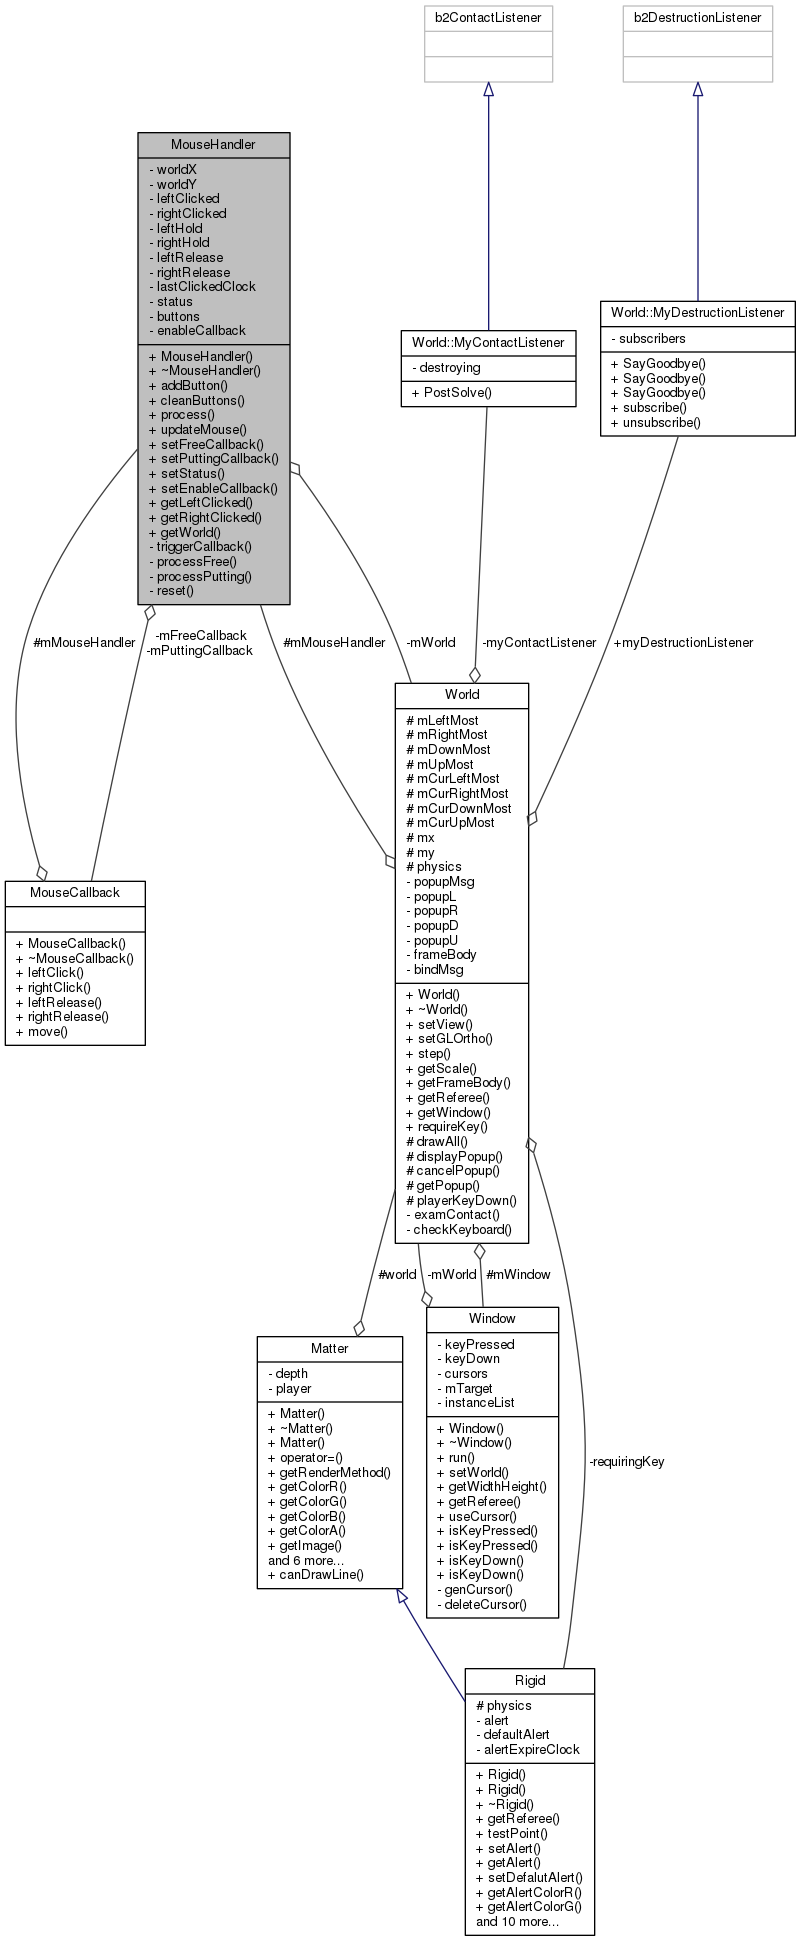 b2ContactListener
b2DestructionListener
MouseHandler
- worldX
- worldY
- leftClicked
- rightClicked
- leftHold
- rightHold
- leftRelease
- rightRelease
- lastClickedClock
- status
- buttons
- enableCallback
+ MouseHandler()
+ ~MouseHandler()
+ addButton()
+ cleanButtons()
+ process()
+ updateMouse()
+ setFreeCallback()
+ setPuttingCallback()
+ setStatus()
+ setEnableCallback()
+ getLeftClicked()
+ getRightClicked()
+ getWorld()
- triggerCallback()
- processFree()
- processPutting()
- reset()
World::MyContactListener
- destroying
+ PostSolve()
World::MyDestructionListener
- subscribers
+ SayGoodbye()
+ SayGoodbye()
+ SayGoodbye()
+ subscribe()
+ unsubscribe()
#mMouseHandler
-mFreeCallback
-mPuttingCallback
#mMouseHandler
-mWorld
-myContactListener
+myDestructionListener
World
# mLeftMost
# mRightMost
# mDownMost
# mUpMost
# mCurLeftMost
# mCurRightMost
# mCurDownMost
# mCurUpMost
# mx
# my
# physics
- popupMsg
- popupL
- popupR
- popupD
- popupU
- frameBody
- bindMsg
+ World()
+ ~World()
+ setView()
+ setGLOrtho()
+ step()
+ getScale()
+ getFrameBody()
+ getReferee()
+ getWindow()
+ requireKey()
# drawAll()
# displayPopup()
# cancelPopup()
# getPopup()
# playerKeyDown()
- examContact()
- checkKeyboard()
MouseCallback
+ MouseCallback()
+ ~MouseCallback()
+ leftClick()
+ rightClick()
+ leftRelease()
+ rightRelease()
+ move()
#world
-mWorld
#mWindow
-requiringKey
Matter
- depth
- player
+ Matter()
+ ~Matter()
+ Matter()
+ operator=()
+ getRenderMethod()
+ getColorR()
+ getColorG()
+ getColorB()
+ getColorA()
+ getImage()
and 6 more...
+ canDrawLine()
Window
- keyPressed
- keyDown
- cursors
- mTarget
- instanceList
+ Window()
+ ~Window()
+ run()
+ setWorld()
+ getWidthHeight()
+ getReferee()
+ useCursor()
+ isKeyPressed()
+ isKeyPressed()
+ isKeyDown()
+ isKeyDown()
- genCursor()
- deleteCursor()
Rigid
# physics
- alert
- defaultAlert
- alertExpireClock
+ Rigid()
+ Rigid()
+ ~Rigid()
+ getReferee()
+ testPoint()
+ setAlert()
+ getAlert()
+ setDefalutAlert()
+ getAlertColorR()
+ getAlertColorG()
and 10 more...